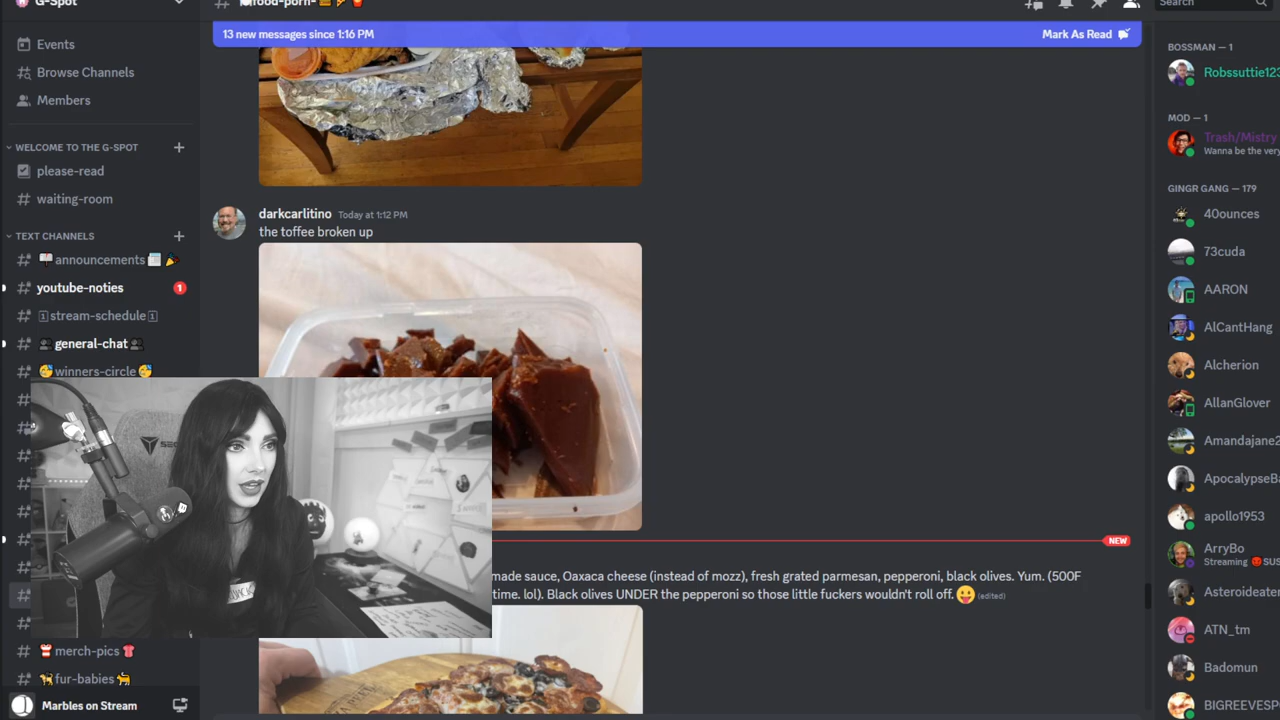 G-Spot
food-porn-
Search
13 new messages since 1:16 PM
Mark As Read
Events
Browse Channels
Members
WELCOME TO THE G-SPOT
please-read
waiting-room
TEXT CHANNELS
announcements
youtube-noties
1
stream-schedule
general-chat
winners-circle
merch-pics
fur-babies
Marbles on Stream
darkcarlitino Today at 1:12 PM
the toffee broken up
NEW
made sauce, Oaxaca cheese (instead of mozz), fresh grated parmesan, pepperoni, black olives. Yum. (500F
time. lol). Black olives UNDER the pepperoni so those little fuckers wouldn't roll off. (edited)
BOSSMAN — 1
Robssuttie123
MOD — 1
Trash/Mistry
Wanna be the very
GINGR GANG — 179
40ounces
73cuda
AARON
AlCantHang
Alcherion
AllanGlover
Amandajane2
ApocalypseBa
apollo1953
ArryBo
Streaming SUS
Asteroideater
ATN_tm
Badomun
BIGREEVESP